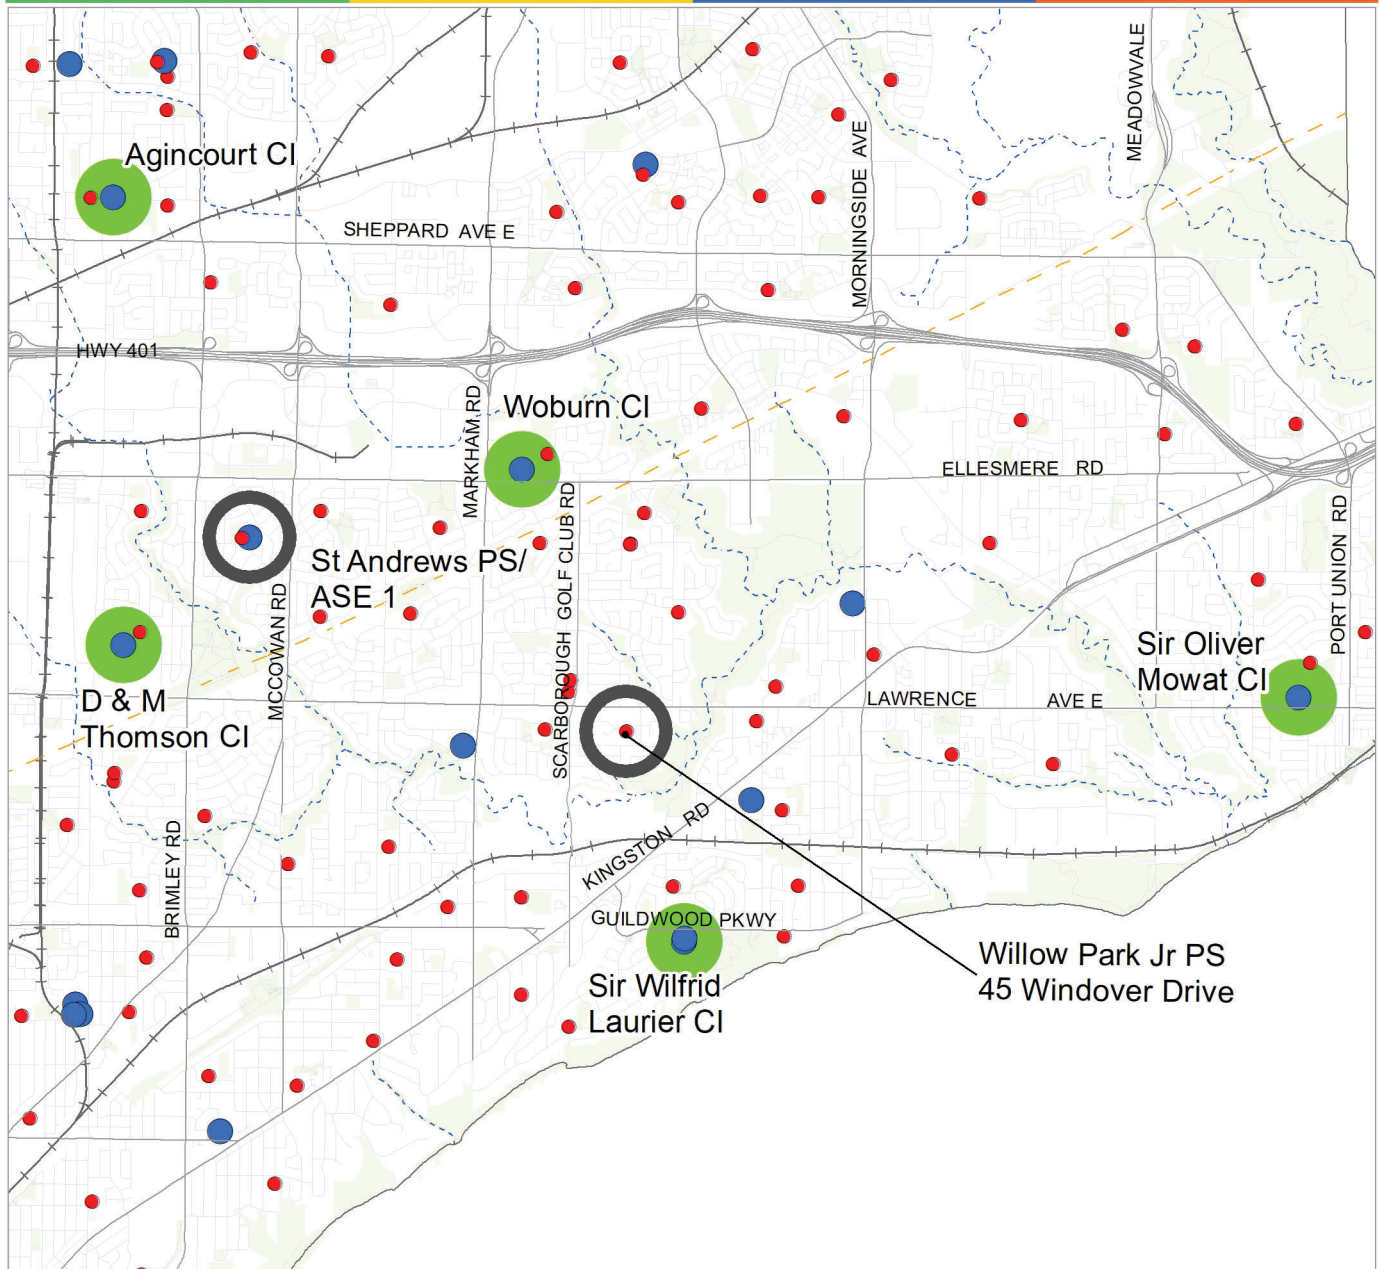 MEADOWVALE
Agincourt CI
MORNINGSIDE AVE
SHEPPARD AVE E
HWY 401
MARKHAM RD
Woburn CI
ELLESMERE RD
SCARBOROUGH GOLF CLUB RD
PORT UNION RD
St Andrews PS/
ASE 1
MCCOWAN RD
Sir Oliver
Mowat CI
D & M
Thomson CI
LAWRENCE AVE E
BRIMLEY RD
KINGSTON RD
GUILDWOOD PKWY
Willow Park Jr PS
45 Windover Drive
Sir Wilfrid
Laurier CI